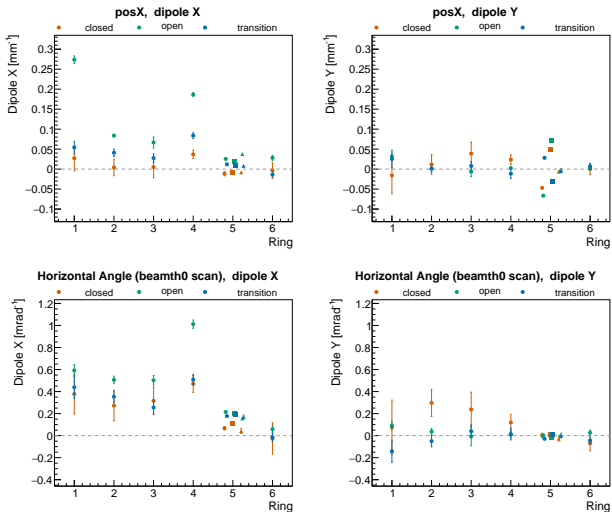 posX,  dipole X
closed open transition
Dipole X [mm⁻¹]
0.3
0.25
0.2
0.15
0.1
0.05
0
−0.05
−0.1
1 2 3 4 5 6
Ring
posX,  dipole Y
closed open transition
Dipole Y [mm⁻¹]
0.3
0.25
0.2
0.15
0.1
0.05
0
−0.05
−0.1
1 2 3 4 5 6
Ring
Horizontal Angle (beamth0 scan),  dipole X
closed open transition
Dipole X [mrad⁻¹]
1.2
1
0.8
0.6
0.4
0.2
0
−0.2
−0.4
1 2 3 4 5 6
Ring
Horizontal Angle (beamth0 scan),  dipole Y
closed open transition
Dipole Y [mrad⁻¹]
1.2
1
0.8
0.6
0.4
0.2
0
−0.2
−0.4
1 2 3 4 5 6
Ring